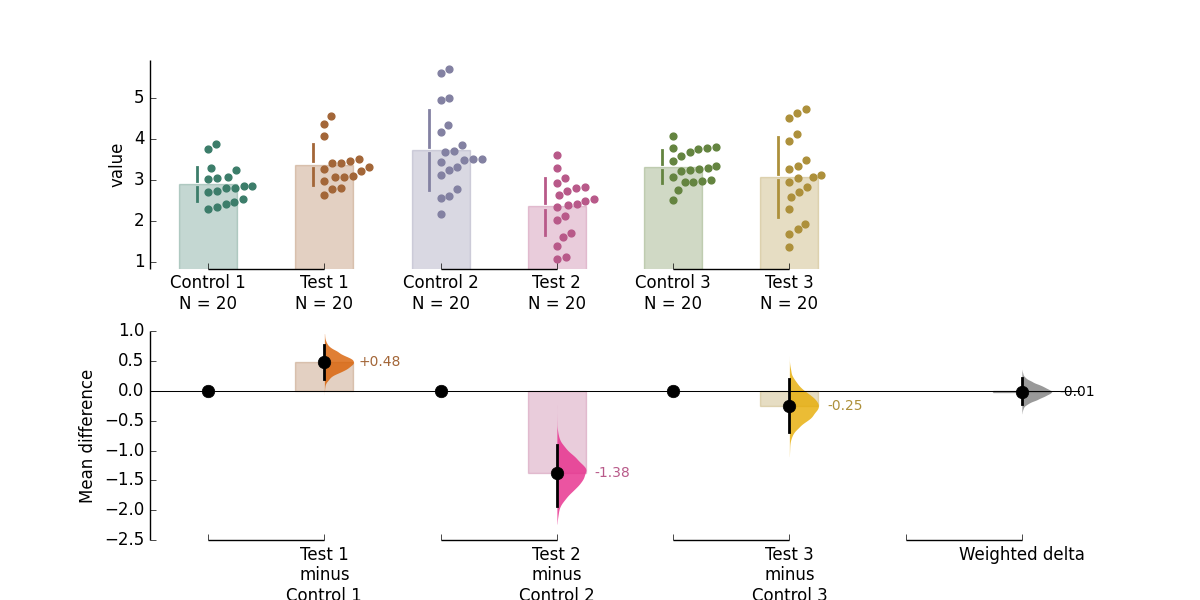 value
5
4
3
2
1
Control 1
N = 20
Test 1
N = 20
Control 2
N = 20
Test 2
N = 20
Control 3
N = 20
Test 3
N = 20
Mean difference
1.0
0.5
0.0
−0.5
−1.0
−1.5
−2.0
−2.5
+0.48
-1.38
-0.25
-0.01
Test 1
minus
Control 1
Test 2
minus
Control 2
Test 3
minus
Control 3
Weighted delta